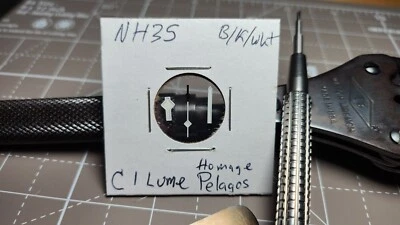 NH35 B/K/wht
Homage
C1 Lume Pelagos